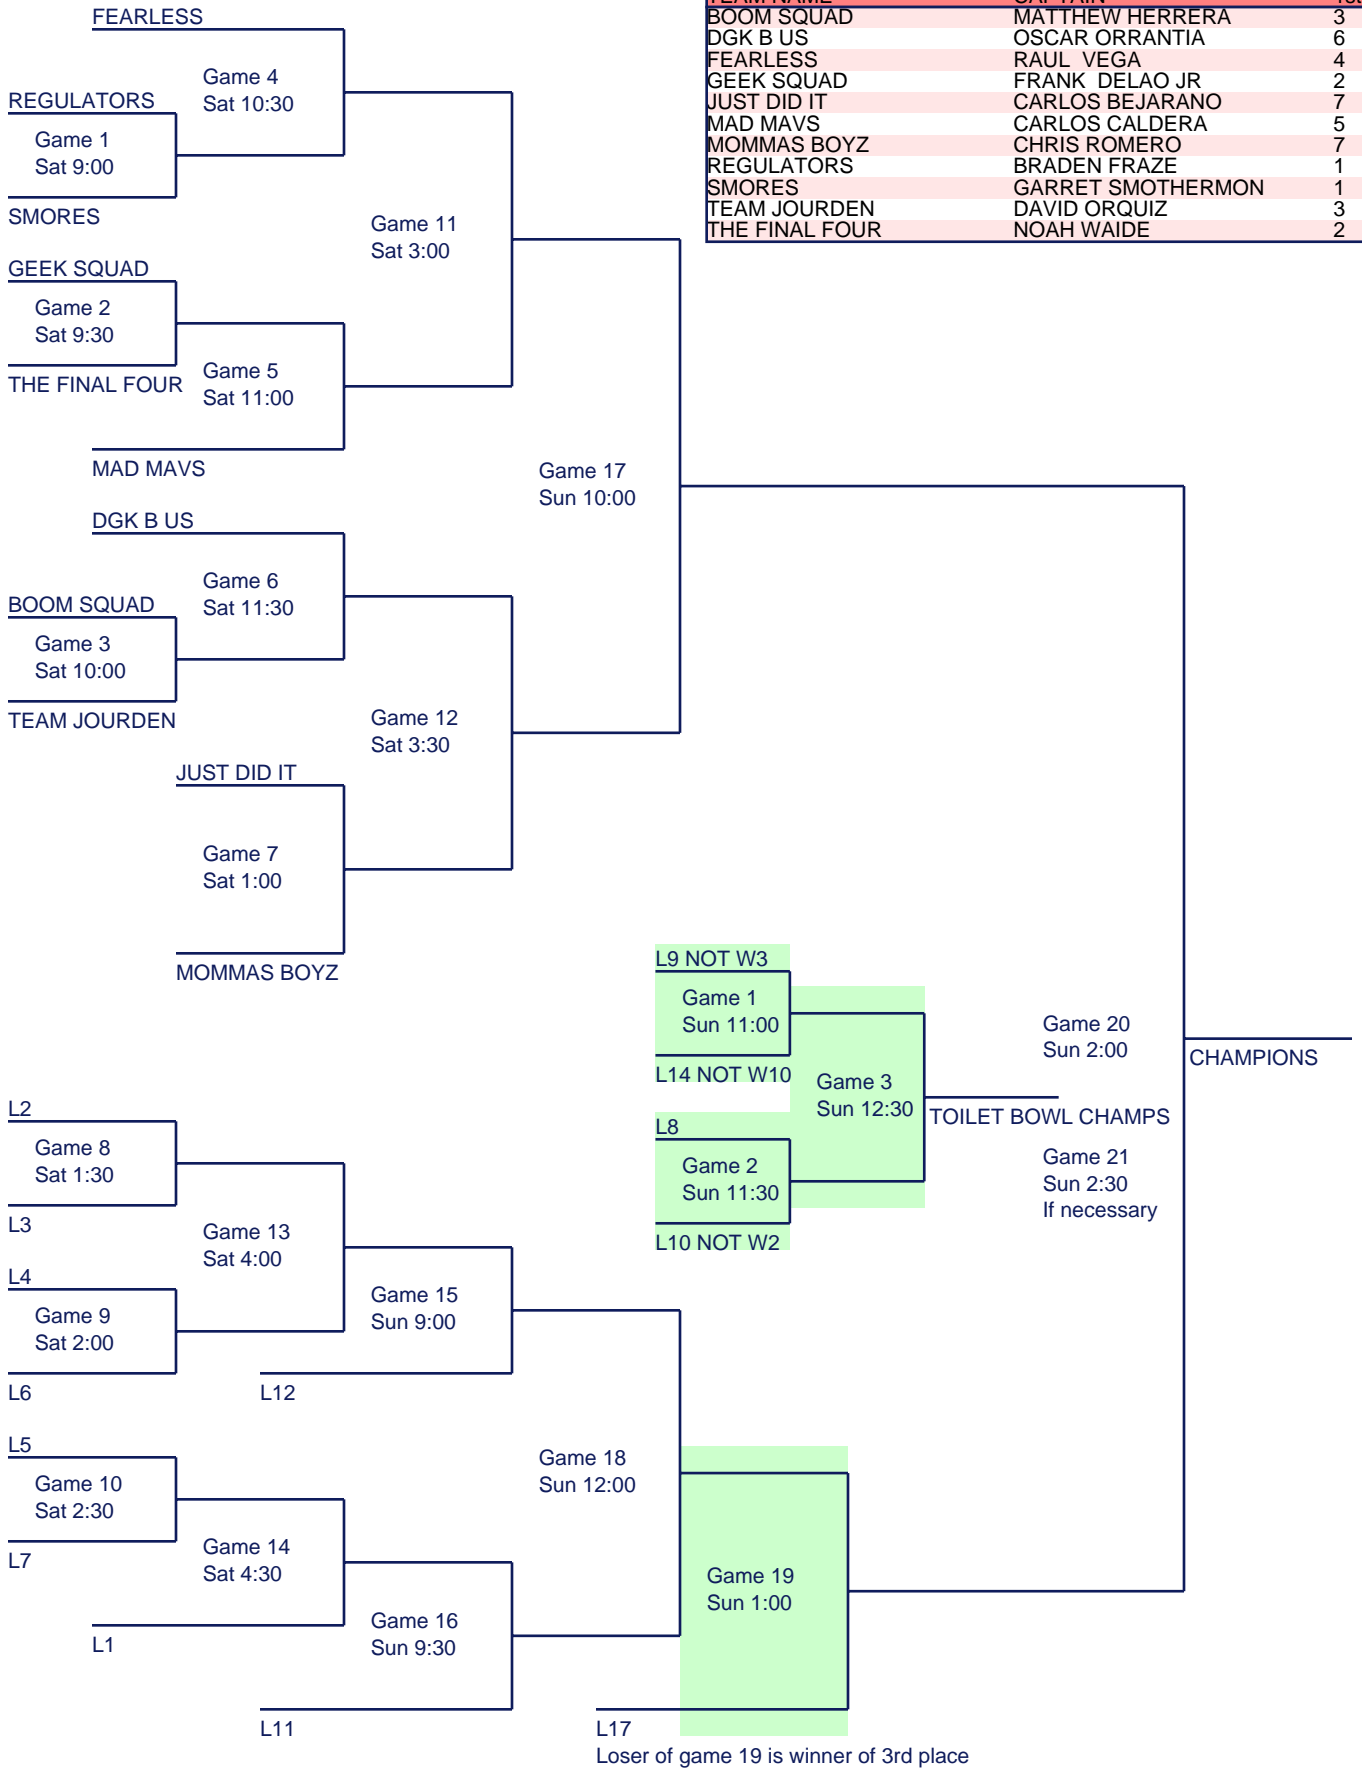 TEAM NAME CAPTAIN 1st
BOOM SQUAD MATTHEW HERRERA 3
DGK B US OSCAR ORRANTIA 6
FEARLESS RAUL VEGA 4
GEEK SQUAD FRANK DELAO JR 2
JUST DID IT CARLOS BEJARANO 7
MAD MAVS CARLOS CALDERA 5
MOMMAS BOYZ CHRIS ROMERO 7
REGULATORS BRADEN FRAZE 1
SMORES GARRET SMOTHERMON 1
TEAM JOURDEN DAVID ORQUIZ 3
THE FINAL FOUR NOAH WAIDE 2
FEARLESS
Game 4
Sat 10:30
REGULATORS
Game 1
Sat 9:00
SMORES
Game 11
Sat 3:00
GEEK SQUAD
Game 2
Sat 9:30
THE FINAL FOUR
Game 5
Sat 11:00
MAD MAVS
Game 17
Sun 10:00
DGK B US
Game 6
Sat 11:30
BOOM SQUAD
Game 3
Sat 10:00
TEAM JOURDEN
Game 12
Sat 3:30
JUST DID IT
Game 7
Sat 1:00
MOMMAS BOYZ
L9 NOT W3
Game 1
Sun 11:00
L14 NOT W10
Game 3
Sun 12:30
L8
Game 2
Sun 11:30
L10 NOT W2
TOILET BOWL CHAMPS
Game 20
Sun 2:00
CHAMPIONS
Game 21
Sun 2:30
If necessary
L2
Game 8
Sat 1:30
L3
Game 13
Sat 4:00
L4
Game 9
Sat 2:00
L6
Game 15
Sun 9:00
L12
L5
Game 10
Sat 2:30
L7
Game 14
Sat 4:30
L1
Game 16
Sun 9:30
L11
Game 18
Sun 12:00
Game 19
Sun 1:00
L17
Loser of game 19 is winner of 3rd place